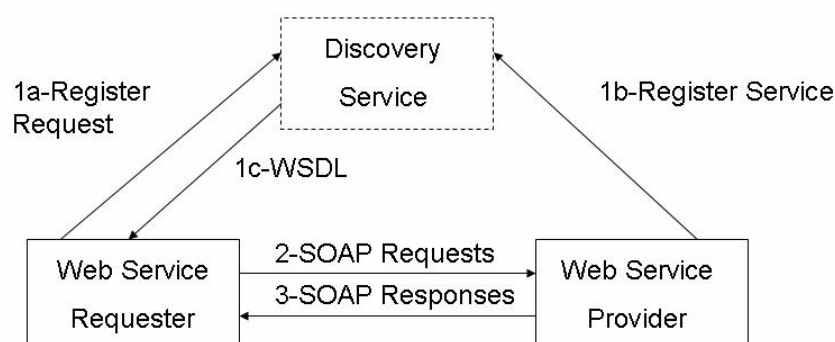 Discovery
Service
1a-Register
Request
1b-Register Service
1c-WSDL
Web Service
Requester
2-SOAP Requests
3-SOAP Responses
Web Service
Provider